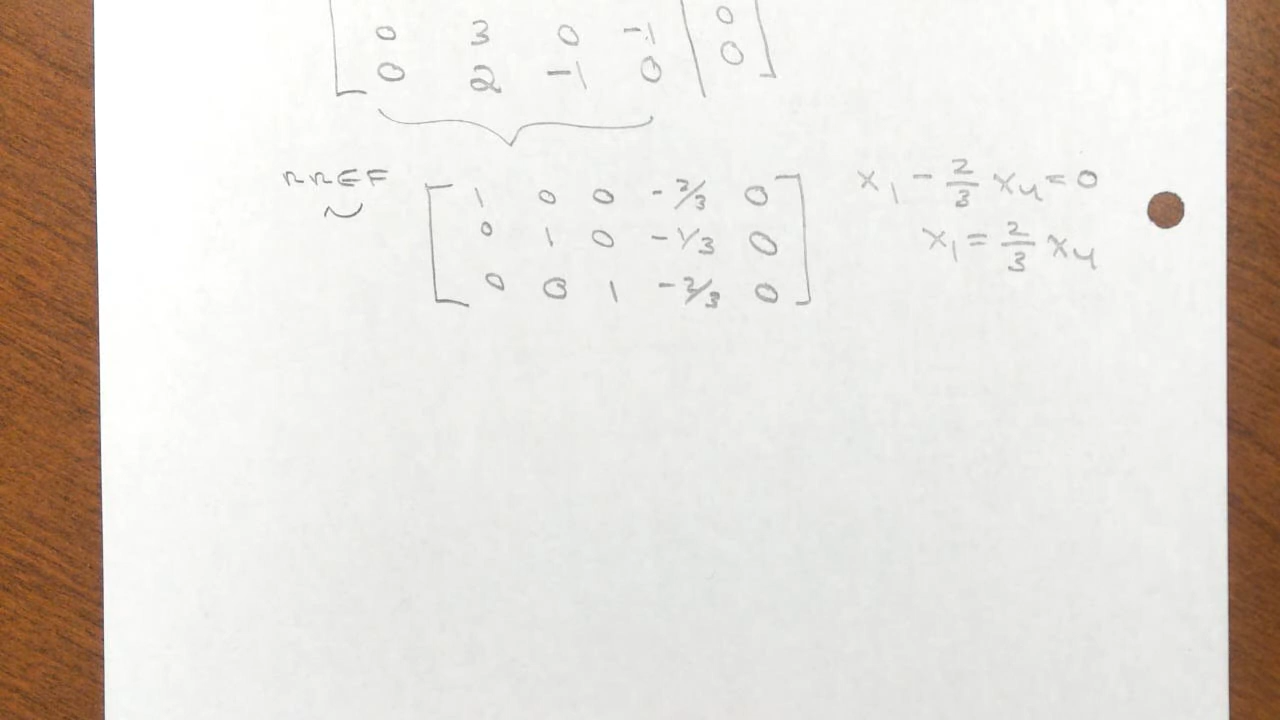 0 3 0 -1 | 0
0 2 -1 0 | 0
RREF
~
1 0 0 -2/3 0
0 1 0 -1/3 0
0 0 1 -2/3 0
x₁ - 2/3 x₄ = 0
x₁ = 2/3 x₄